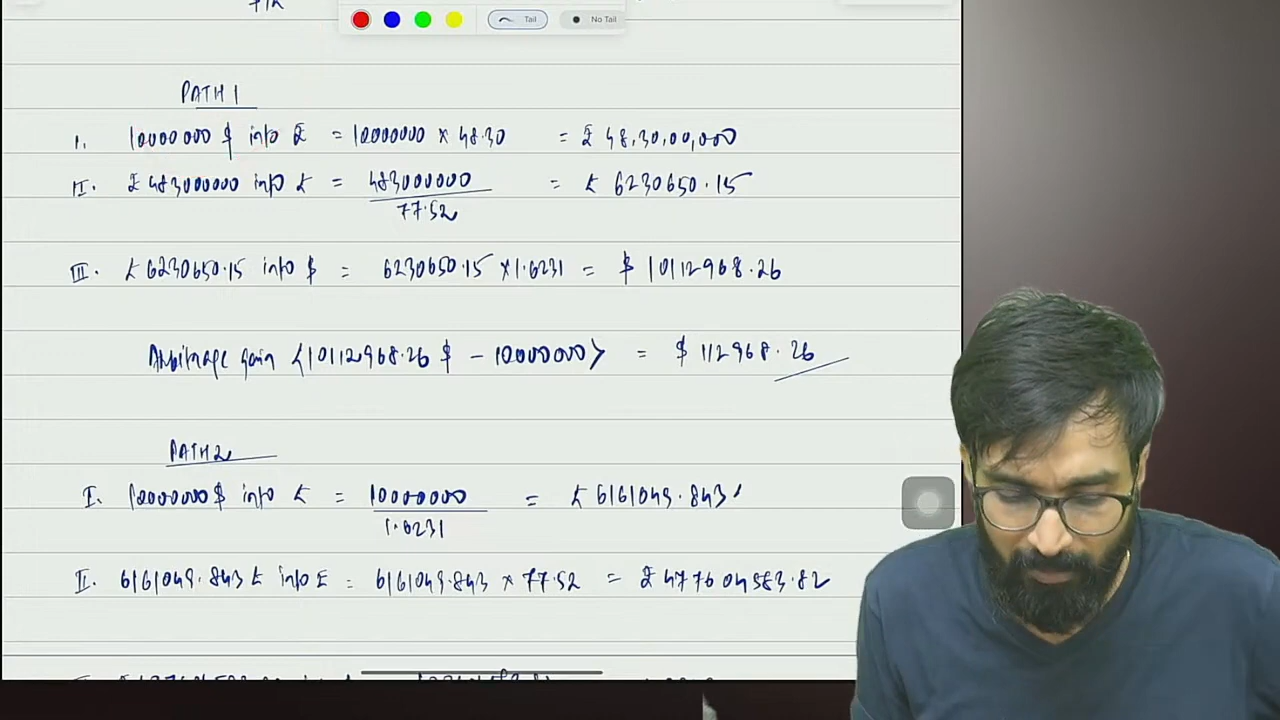 Tail No Tail
PATH 1
I. 10000000 $ into ₹ = 10000000 × 48.30 = ₹ 48,30,00,000
II. ₹ 483000000 into £ = 483000000 / 77.52 = £ 6230650.15
III. £ 6230650.15 into $ = 6230650.15 × 1.6231 = $ 10112968.26
Arbitrage gain <10112968.26 $ - 10000000> = $ 112968.26
PATH 2
I. 10000000 $ into £ = 10000000 / 1.6231 = £ 6161049.843
II. 6161049.843 £ into ₹ = 6161049.843 × 77.52 = ₹ 477604583.82